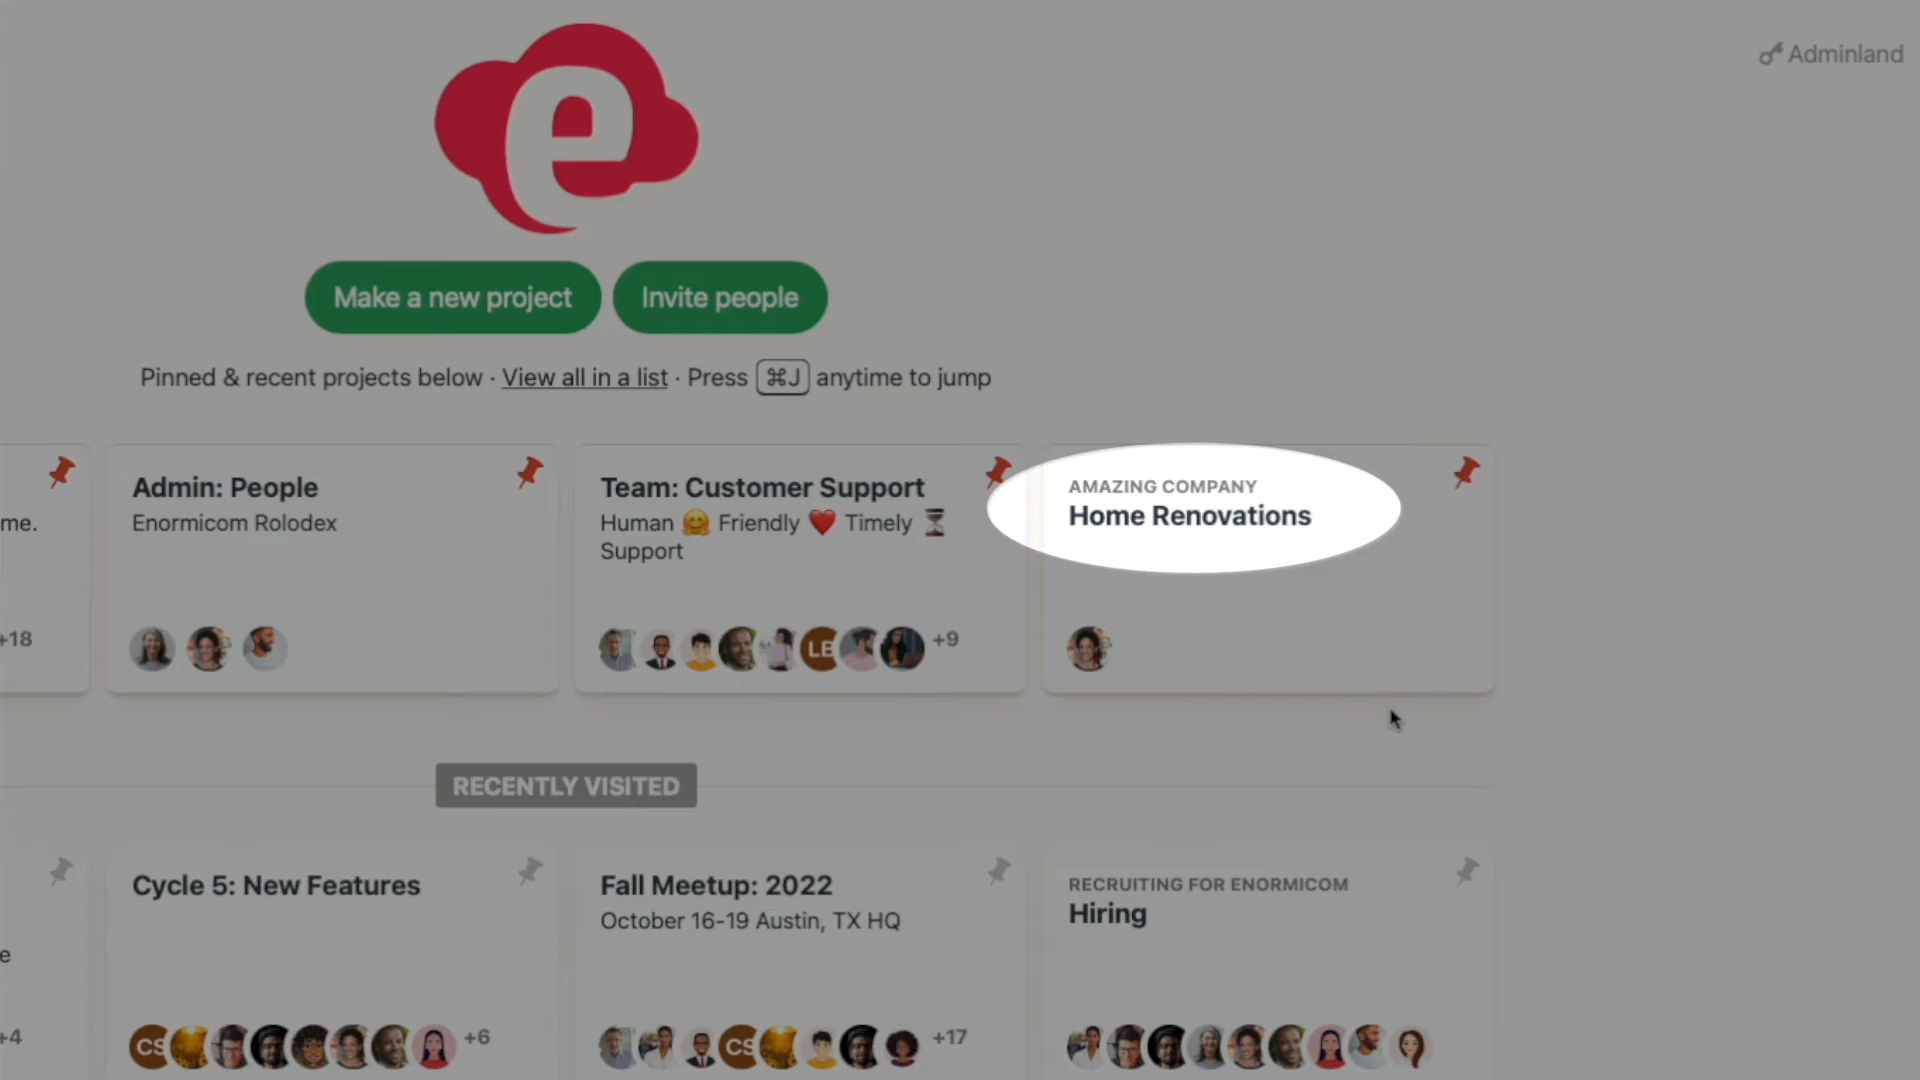 e
Adminland
Make a new project
Invite people
Pinned & recent projects below · View all in a list · Press ⌘J anytime to jump
me.
+18
Admin: People
Enormicom Rolodex
Team: Customer Support
Human 🤗 Friendly ❤️ Timely ⏳
Support
LB
+9
AMAZING COMPANY
Home Renovations
RECENTLY VISITED
e
+4
Cycle 5: New Features
CS
+6
Fall Meetup: 2022
October 16-19 Austin, TX HQ
CS
+17
RECRUITING FOR ENORMICOM
Hiring